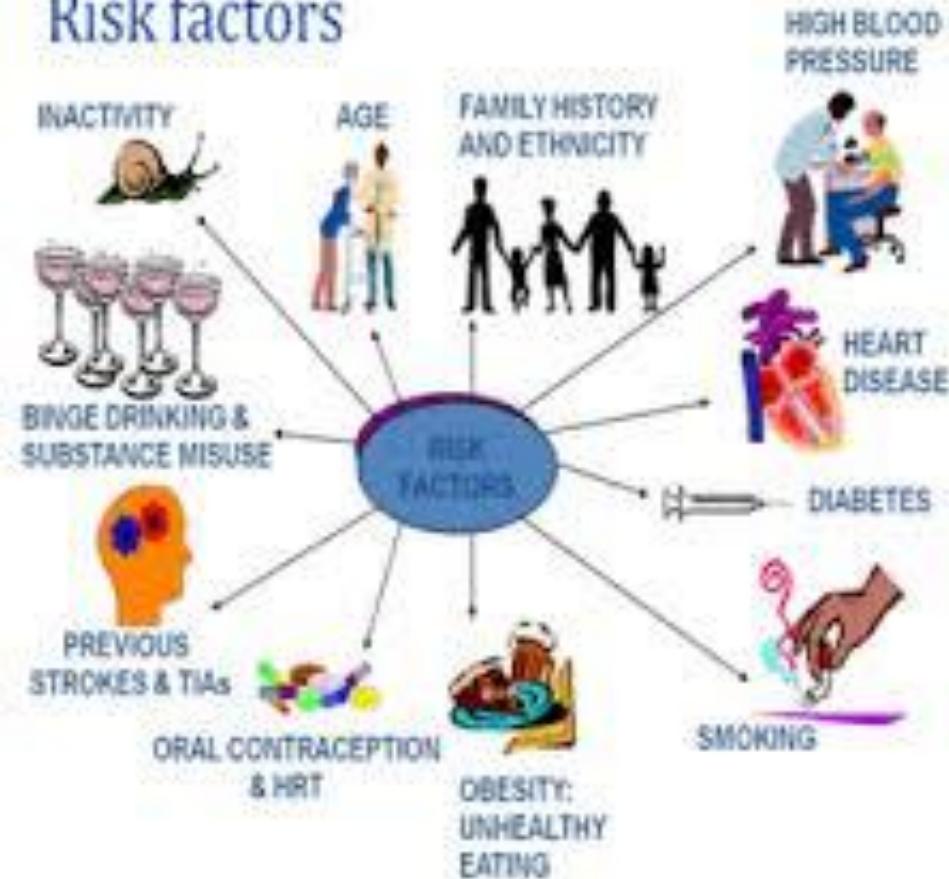 Risk factors
HIGH BLOOD
PRESSURE
INACTIVITY
AGE
FAMILY HISTORY
AND ETHNICITY
HEART
DISEASE
BINGE DRINKING &
SUBSTANCE MISUSE
RISK
FACTORS
DIABETES
PREVIOUS
STROKES & TIAs
ORAL CONTRACEPTION
& HRT
OBESITY:
UNHEALTHY
EATING
SMOKING